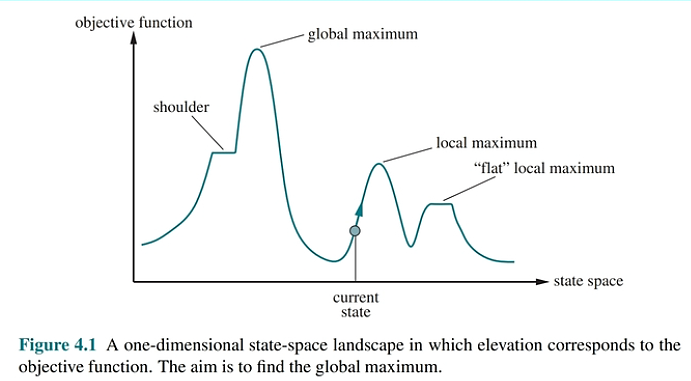 objective function
global maximum
shoulder
local maximum
“flat” local maximum
state space
current
state
Figure 4.1 A one-dimensional state-space landscape in which elevation corresponds to the
objective function. The aim is to find the global maximum.